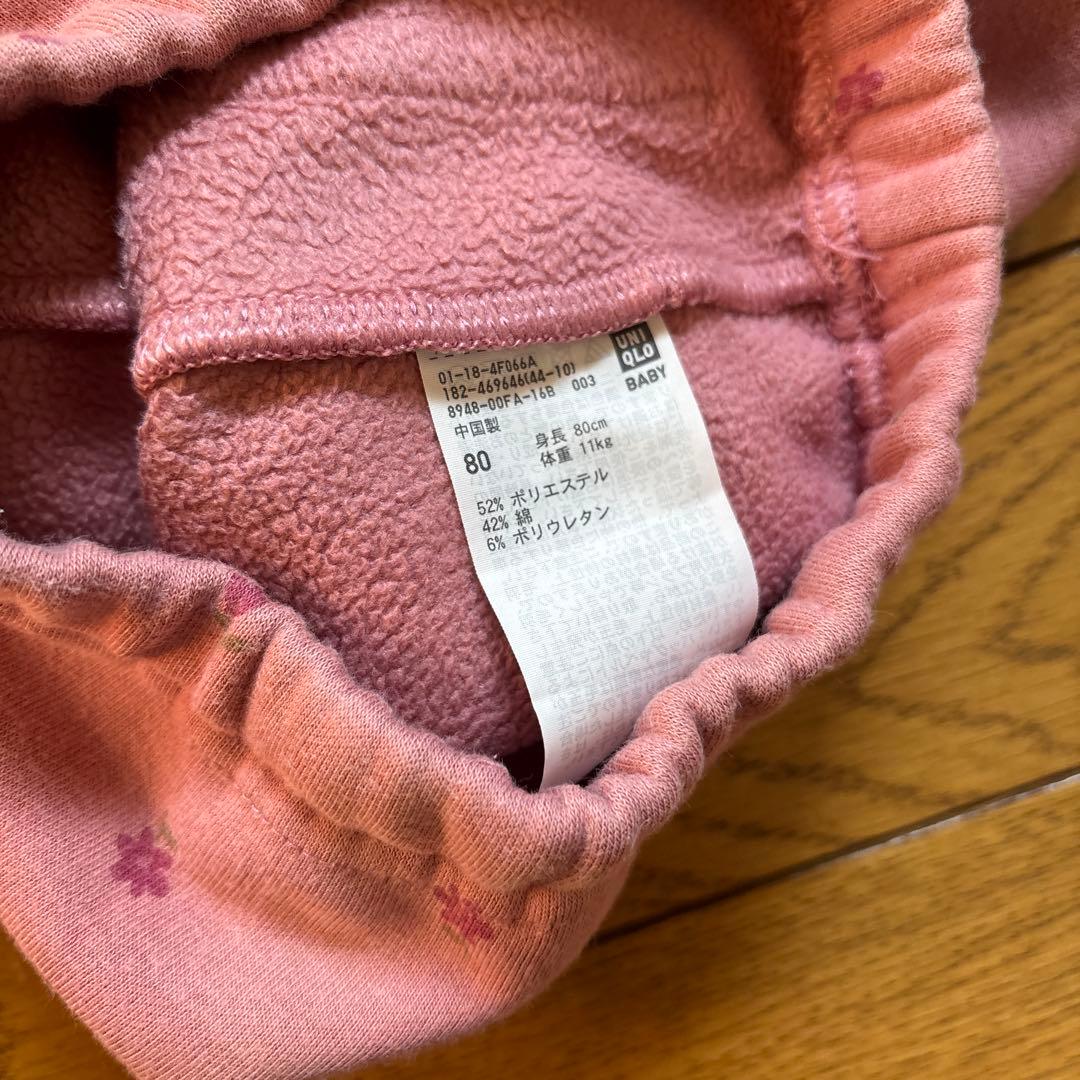 01-18-4F066A
182-469646(44-10)
8948-00FA-16B 003
UNI
QLO
BABY
中国製
80
身長 80cm
体重 11kg
52% ポリエステル
42% 綿
6% ポリウレタン